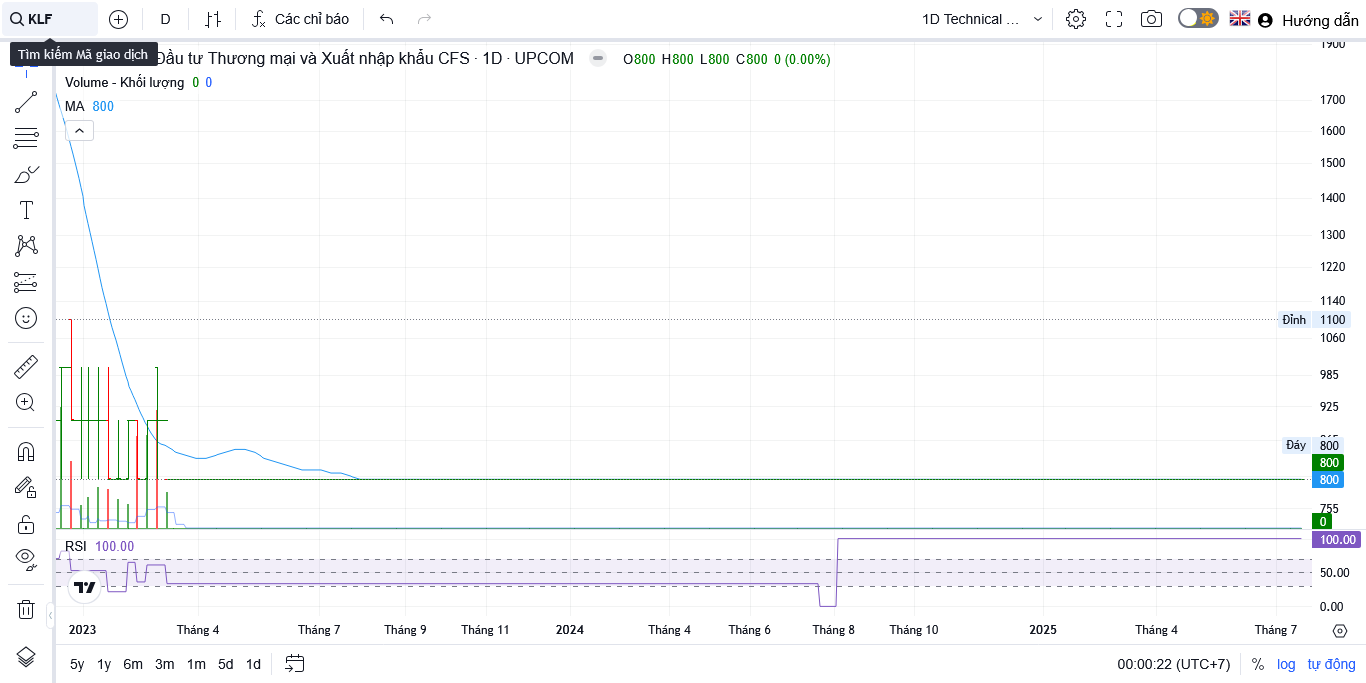 KLF
D
Các chỉ báo
1D Technical ...
Hướng dẫn
Tìm kiếm Mã giao dịch
Đầu tư Thương mại và Xuất nhập khẩu CFS · 1D · UPCOM
O800 H800 L800 C800 0 (0.00%)
Volume - Khối lượng 0 0
MA 800
1900
1700
1600
1500
1400
1300
1220
1140
Đỉnh 1100
1060
985
925
Đáy 800
800
800
755
0
RSI 100.00
100.00
50.00
0.00
2023 Tháng 4 Tháng 7 Tháng 9 Tháng 11 2024 Tháng 4 Tháng 6 Tháng 8 Tháng 10 2025 Tháng 4 Tháng 7
5y 1y 6m 3m 1m 5d 1d
00:00:22 (UTC+7) % log tự động